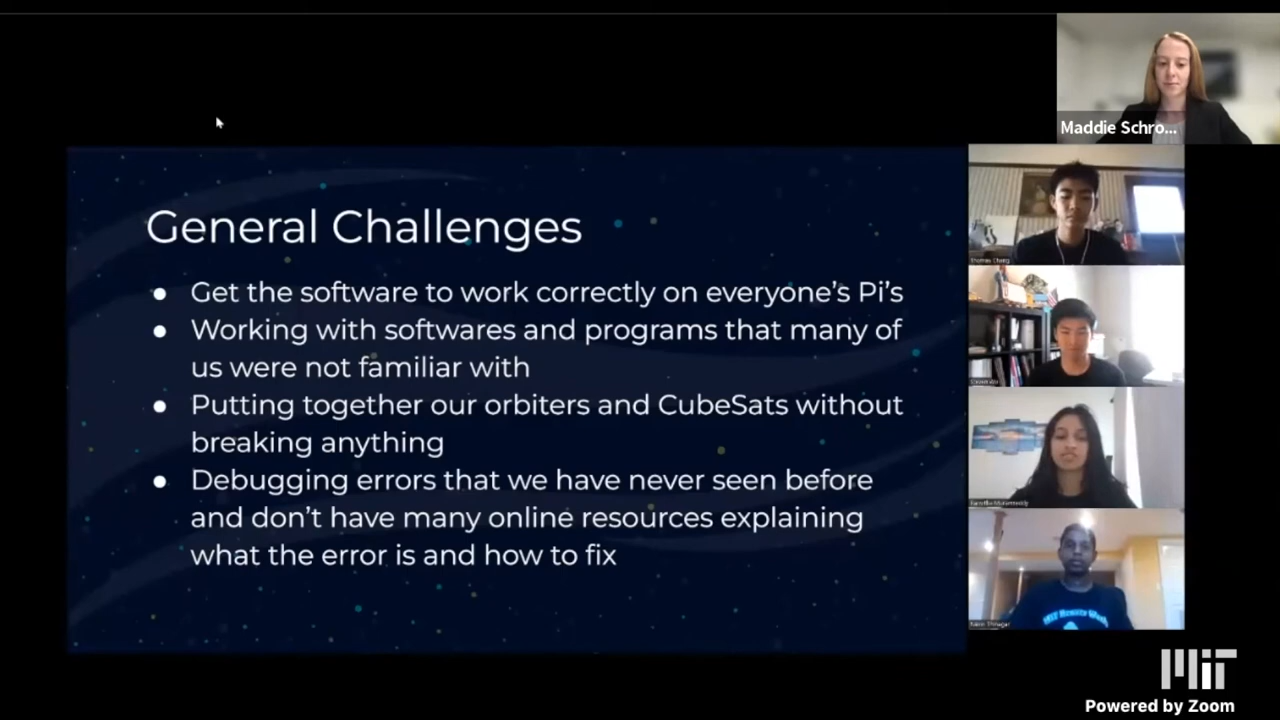 Maddie Schro...
General Challenges
● Get the software to work correctly on everyone's Pi's
● Working with softwares and programs that many of
us were not familiar with
● Putting together our orbiters and CubeSats without
breaking anything
● Debugging errors that we have never seen before
and don't have many online resources explaining
what the error is and how to fix
MIT
Powered by Zoom